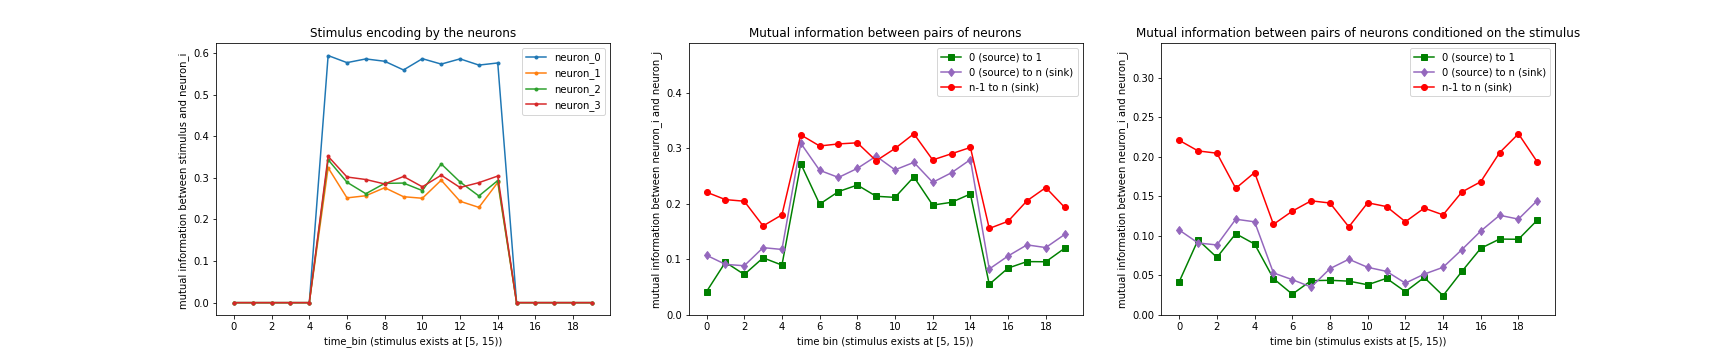 Stimulus encoding by the neurons
mutual information between stimulus and neuron_i
0.6
0.5
0.4
0.3
0.2
0.1
0.0
neuron_0
neuron_1
neuron_2
neuron_3
0 2 4 6 8 10 12 14 16 18
time_bin (stimulus exists at [5, 15))
Mutual information between pairs of neurons
mutual information between neuron_i and neuron_j
0.4
0.3
0.2
0.1
0.0
0 (source) to 1
0 (source) to n (sink)
n-1 to n (sink)
0 2 4 6 8 10 12 14 16 18
time bin (stimulus exists at [5, 15))
Mutual information between pairs of neurons conditioned on the stimulus
mutual information between neuron_i and neuron_j
0.30
0.25
0.20
0.15
0.10
0.05
0.00
0 (source) to 1
0 (source) to n (sink)
n-1 to n (sink)
0 2 4 6 8 10 12 14 16 18
time bin (stimulus exists at [5, 15))